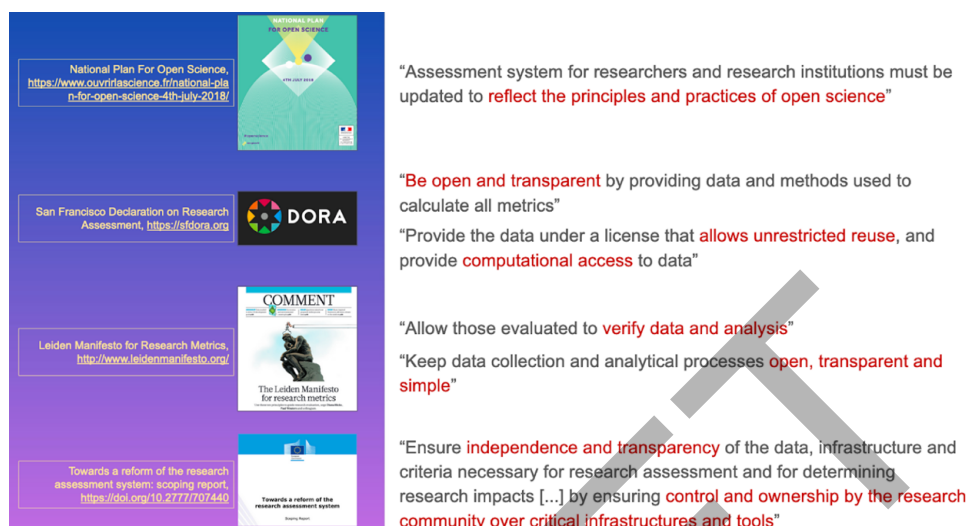 NATIONAL PLAN
FOR OPEN SCIENCE
4TH JULY 2018
National Plan For Open Science,
https://www.ouvrirlascience.fr/national-pla
n-for-open-science-4th-july-2018/
“Assessment system for researchers and research institutions must be
updated to reflect the principles and practices of open science”
San Francisco Declaration on Research
Assessment, https://sfdora.org
DORA
“Be open and transparent by providing data and methods used to
calculate all metrics”
“Provide the data under a license that allows unrestricted reuse, and
provide computational access to data”
Leiden Manifesto for Research Metrics,
http://www.leidenmanifesto.org/
COMMENT
The Leiden Manifesto
for research metrics
“Allow those evaluated to verify data and analysis”
“Keep data collection and analytical processes open, transparent and
simple”
Towards a reform of the research
assessment system: scoping report,
https://doi.org/10.2777/707440
Towards a reform of the
research assessment system
Scoping Report
“Ensure independence and transparency of the data, infrastructure and
criteria necessary for research assessment and for determining
research impacts [...] by ensuring control and ownership by the research
community over critical infrastructures and tools”